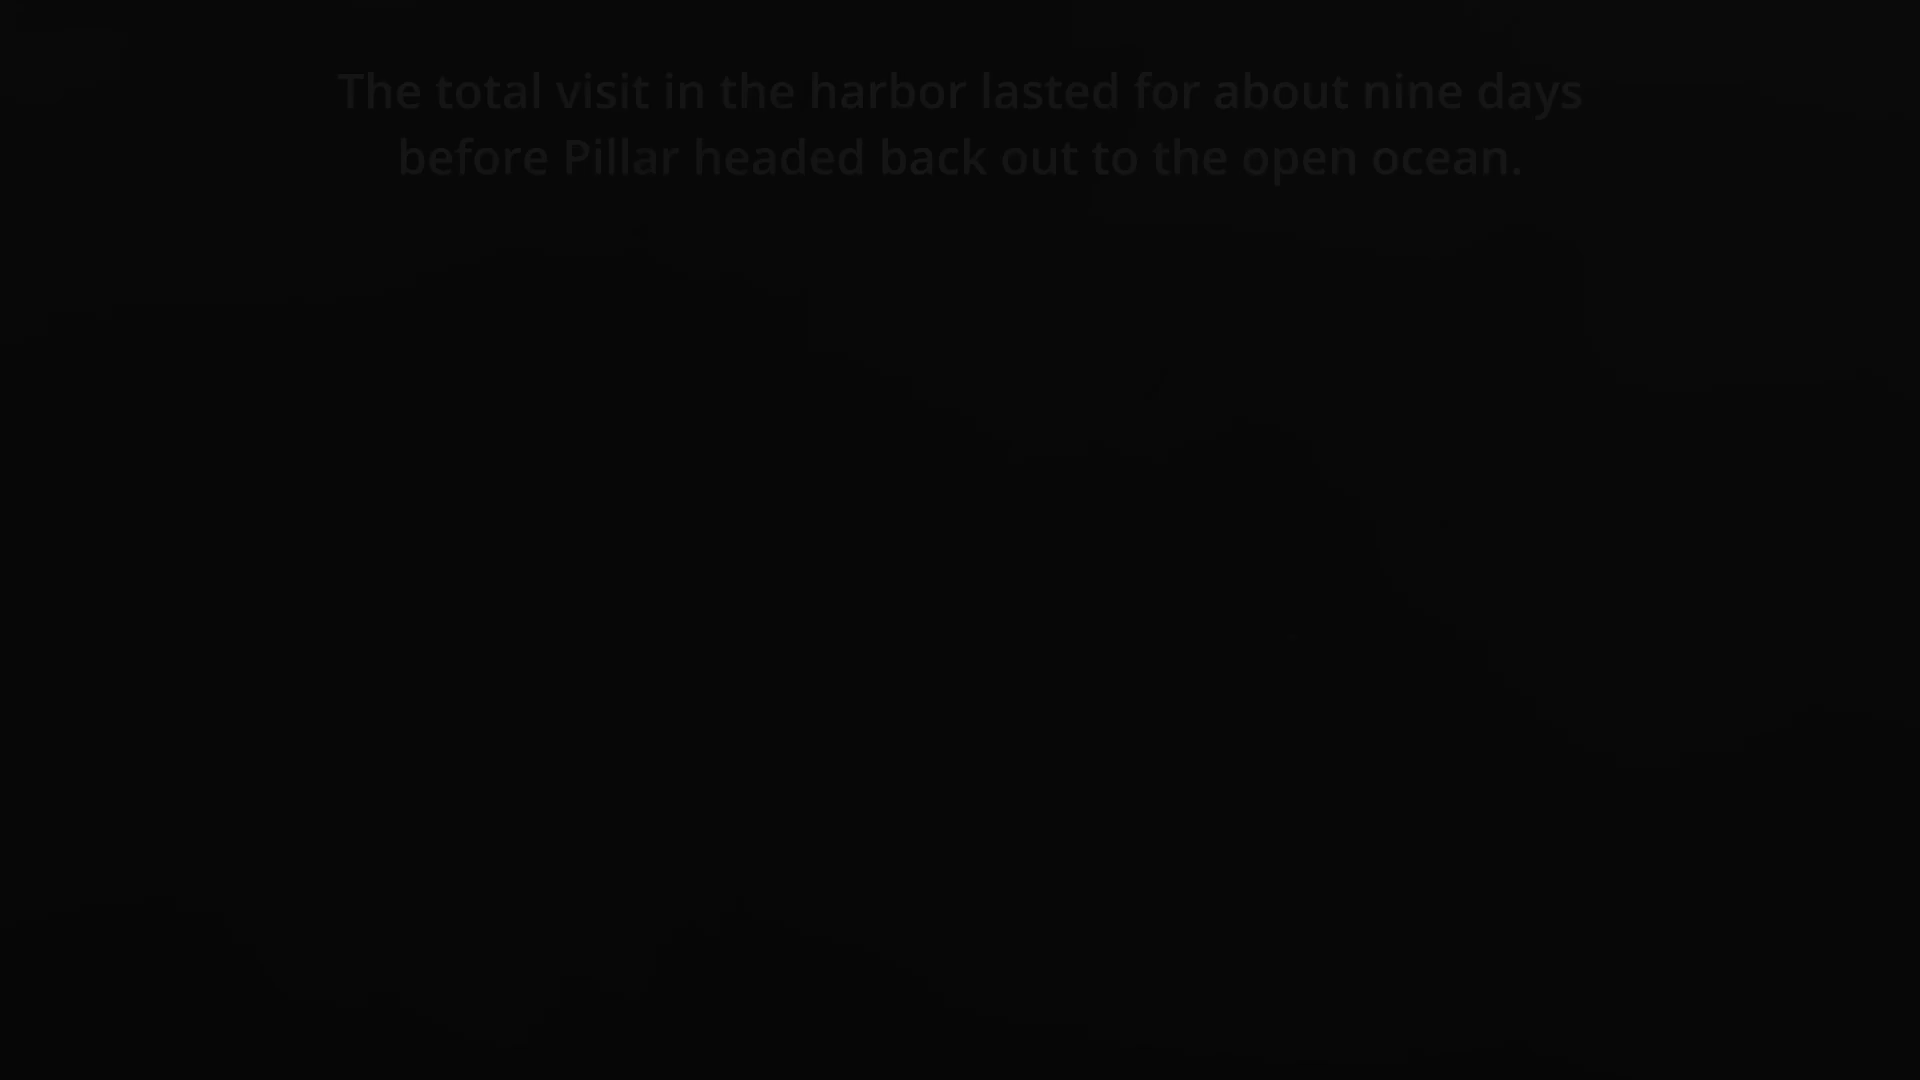 The total visit in the harbor lasted for about nine days
before Pillar headed back out to the open ocean.